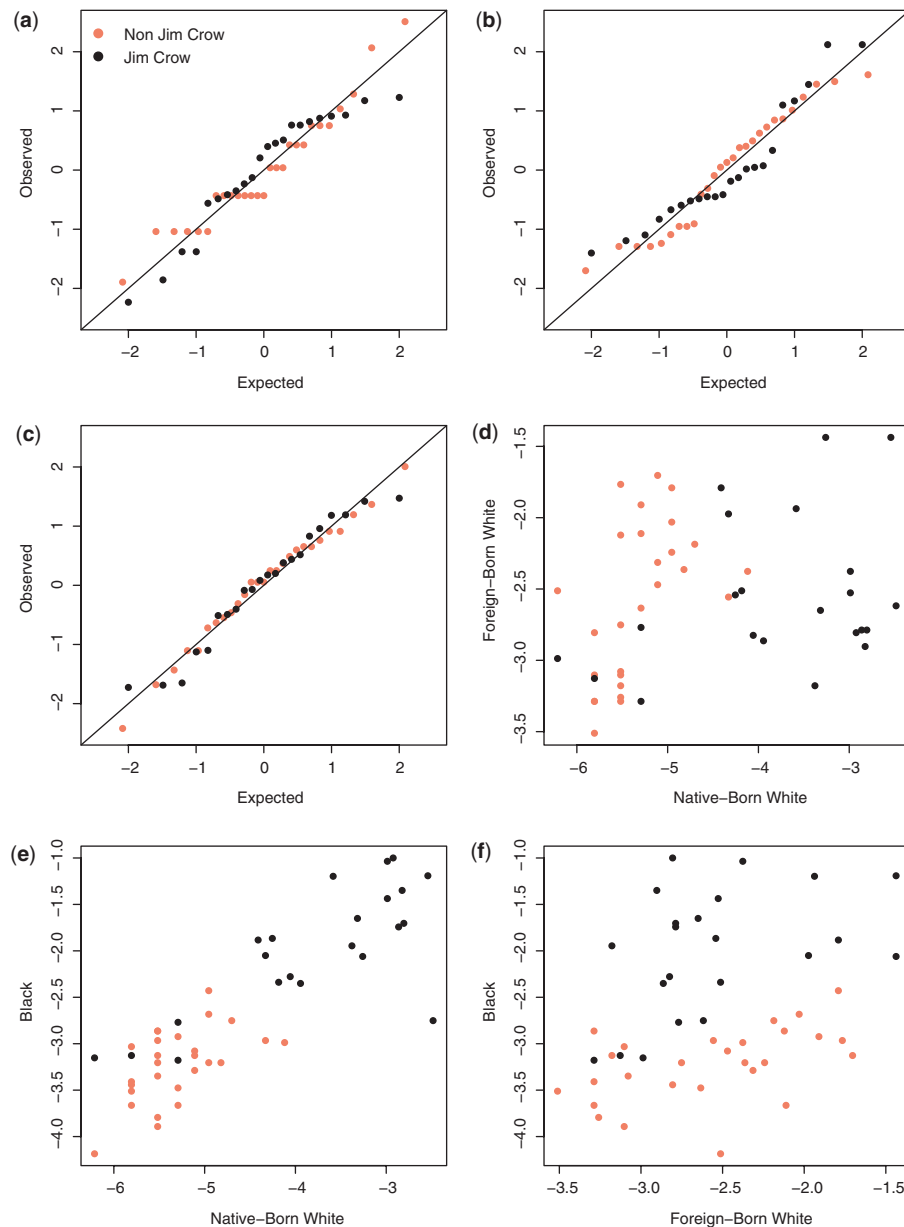 (a)
Non Jim Crow
Jim Crow
Observed
2
1
0
−1
−2
−2 −1 0 1 2
Expected
(b)
Observed
2
1
0
−1
−2
−2 −1 0 1 2
Expected
(c)
Observed
2
1
0
−1
−2
−2 −1 0 1 2
Expected
(d)
Foreign−Born White
−1.5
−2.0
−2.5
−3.0
−3.5
−6 −5 −4 −3
Native−Born White
(e)
Black
−1.0
−1.5
−2.0
−2.5
−3.0
−3.5
−4.0
−6 −5 −4 −3
Native−Born White
(f)
Black
−1.0
−1.5
−2.0
−2.5
−3.0
−3.5
−4.0
−3.5 −3.0 −2.5 −2.0 −1.5
Foreign−Born White